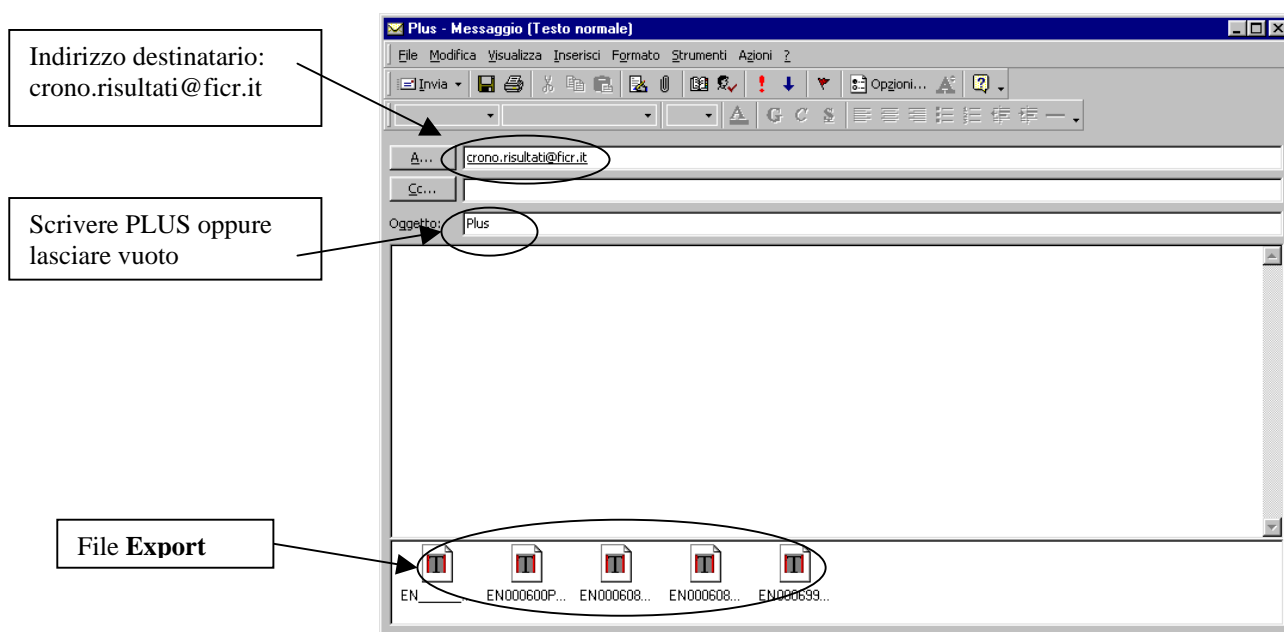 Plus - Messaggio (Testo normale)
Indirizzo destinatario:
crono.risultati@ficr.it
File Modifica Visualizza Inserisci Formato Strumenti Azioni ?
Invia Opzioni...
G C S
A... crono.risultati@ficr.it
Cc...
Scrivere PLUS oppure
lasciare vuoto
Oggetto: Plus
File Export
EN______... EN000600P... EN000608... EN000608... EN000699...